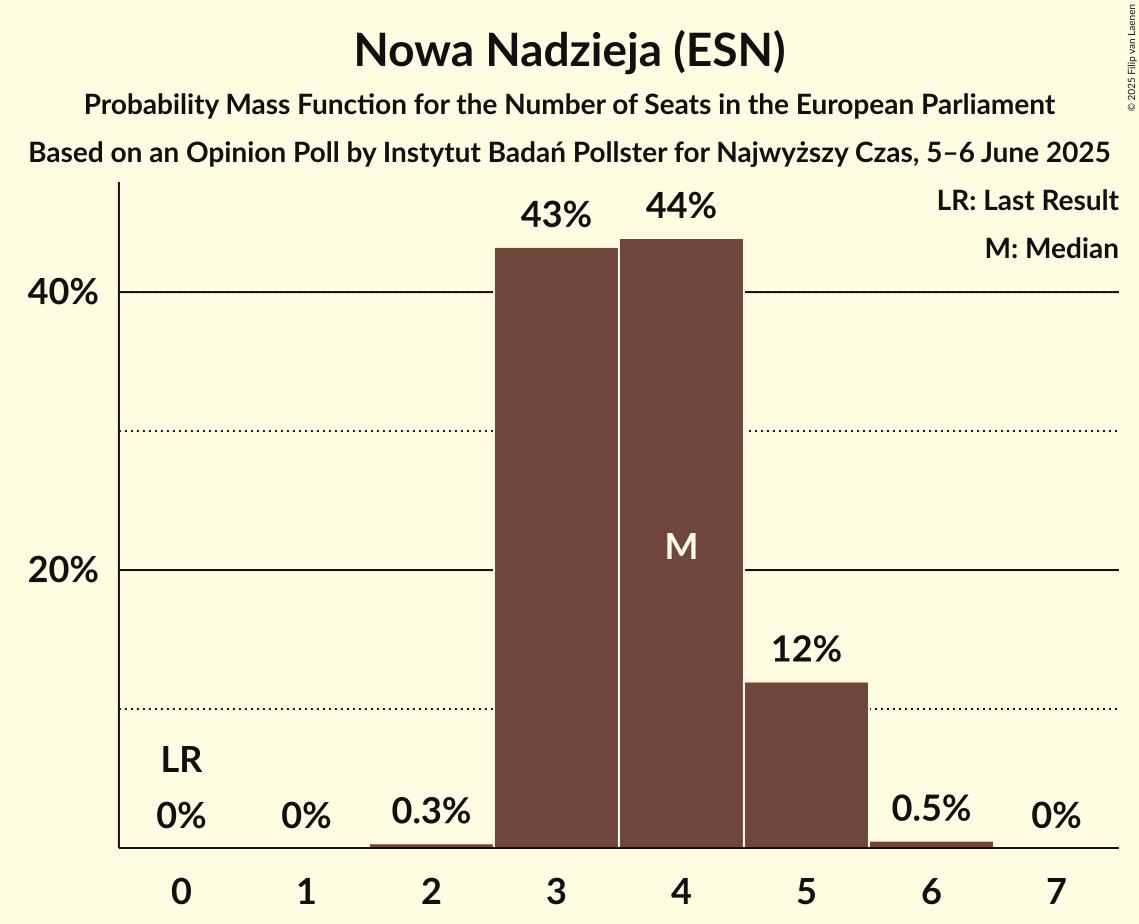 Nowa Nadzieja (ESN)
Probability Mass Function for the Number of Seats in the European Parliament
Based on an Opinion Poll by Instytut Badań Pollster for Najwyższy Czas, 5–6 June 2025
© 2025 Filip van Laenen
LR: Last Result
M: Median
43%
44%
40%
M
20%
12%
LR
0%
0%
0.3%
0.5%
0%
0 1 2 3 4 5 6 7